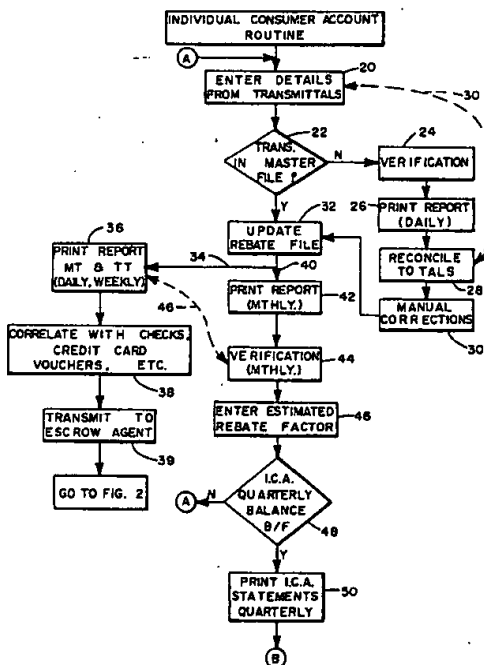 INDIVIDUAL CONSUMER ACCOUNT
ROUTINE
A
20
ENTER DETAILS
FROM TRANSMITTALS
30
22
TRANS.
IN MASTER
FILE ?
N
24
VERIFICATION
Y
26
PRINT REPORT
(DAILY)
32
UPDATE
REBATE FILE
RECONCILE
TO TALS
28
MANUAL
CORRECTIONS
30
36
PRINT REPORT
MT & TT
(DAILY, WEEKLY)
34
40
PRINT REPORT
(MTHLY.)
42
46
VERIFICATION
(MTHLY.)
44
CORRELATE WITH CHECKS,
CREDIT CARD
VOUCHERS, ETC.
38
ENTER ESTIMATED
REBATE FACTOR
46
TRANSMIT TO
ESCROW AGENT
39
GO TO FIG. 2
A
N
I.C.A.
QUARTERLY
BALANCE
B/F
48
Y
PRINT I.C.A.
STATEMENTS
QUARTERLY
50
B